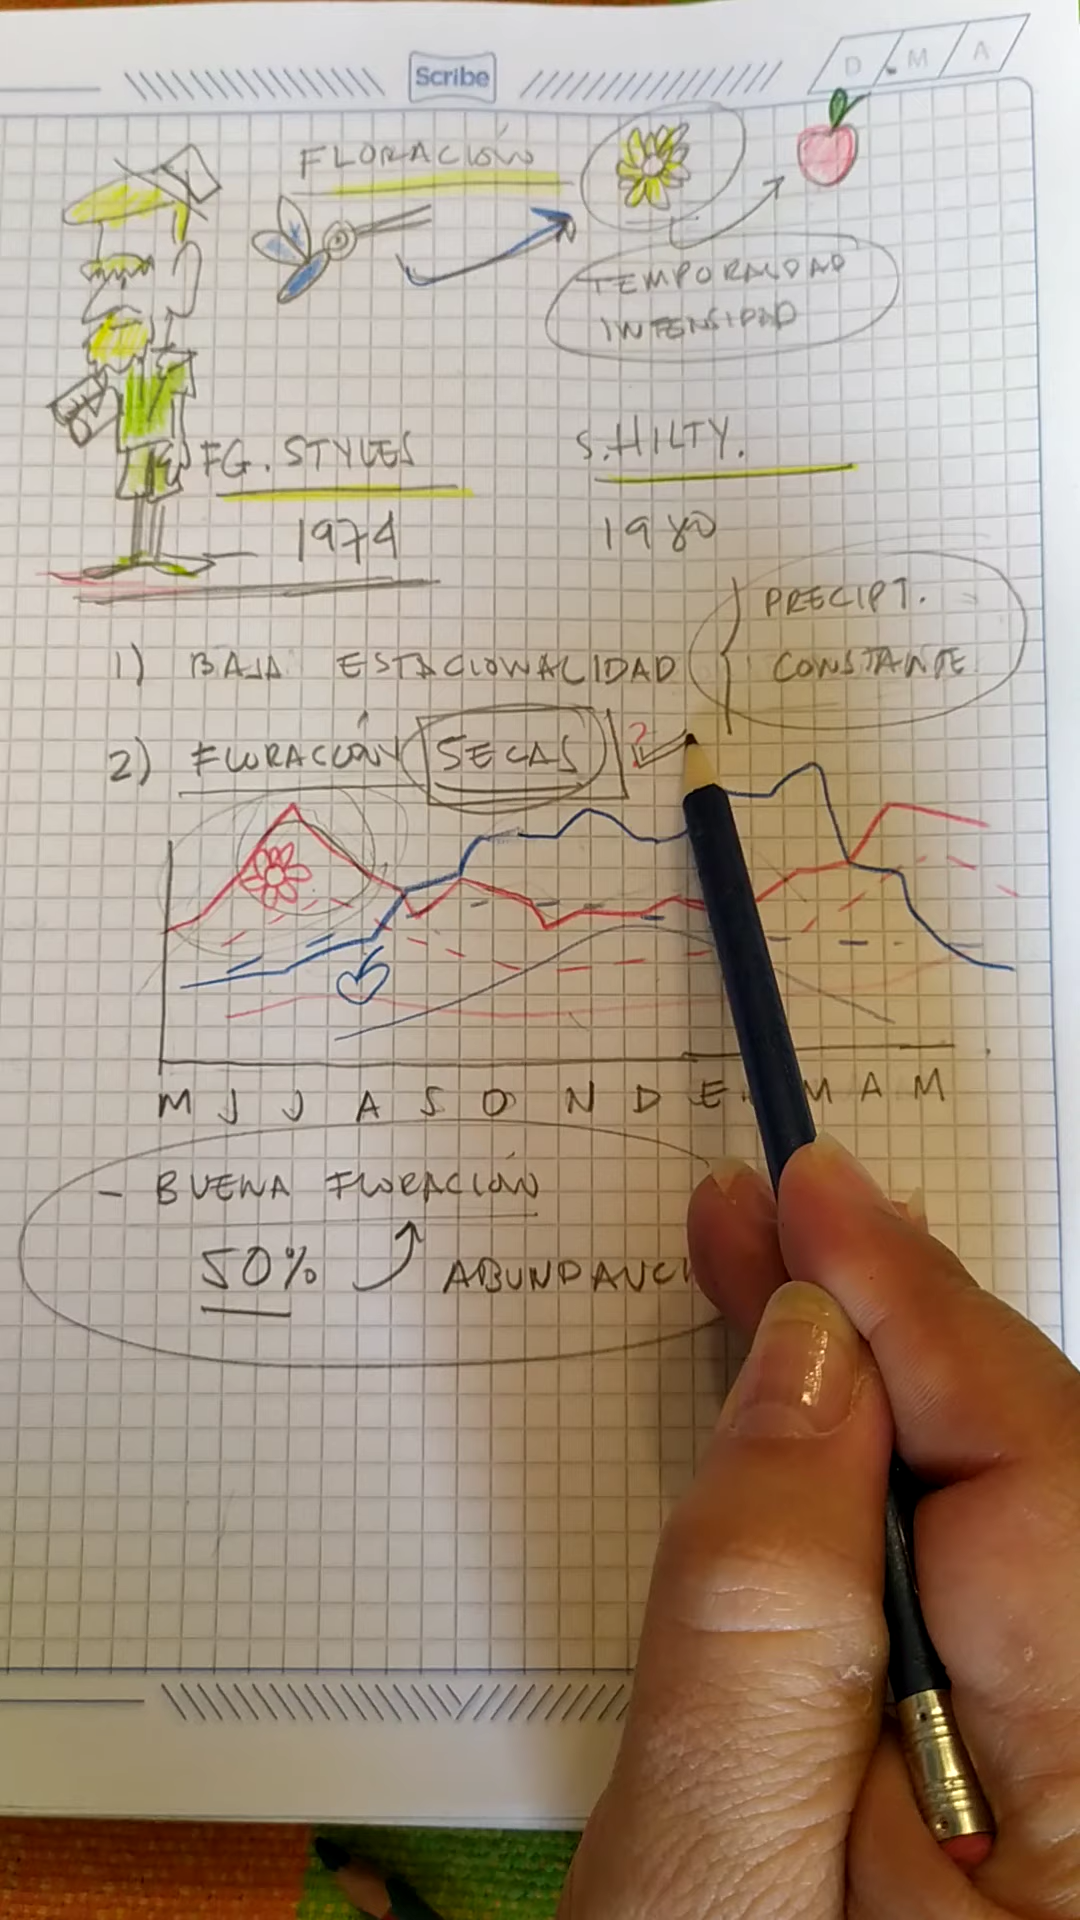 Scribe
D M A
FLORACIÓN
TEMPORALIDAD
INTENSIDAD
FG. STYLES
1974
S. HILTY.
1980
1) BAJA ESTACIONALIDAD
PRECIPT.
CONSTANTE
2) FLORACIÓN SECAS ?
M J J A S O N D E M A M
- BUENA FLORACIÓN
50% ABUNDANC